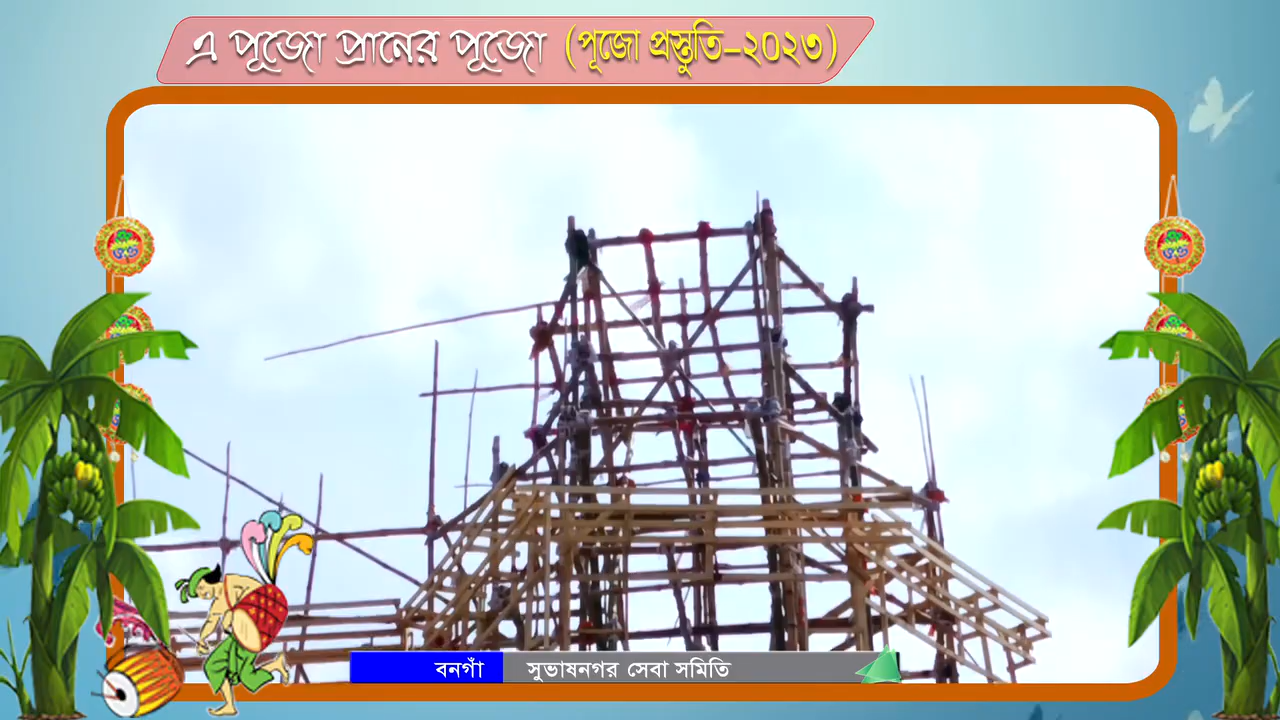 এ পূজো প্রানের পূজো (পূজো প্রস্তুতি-২০২৩)
বনগাঁ সুভাষনগর সেবা সমিতি